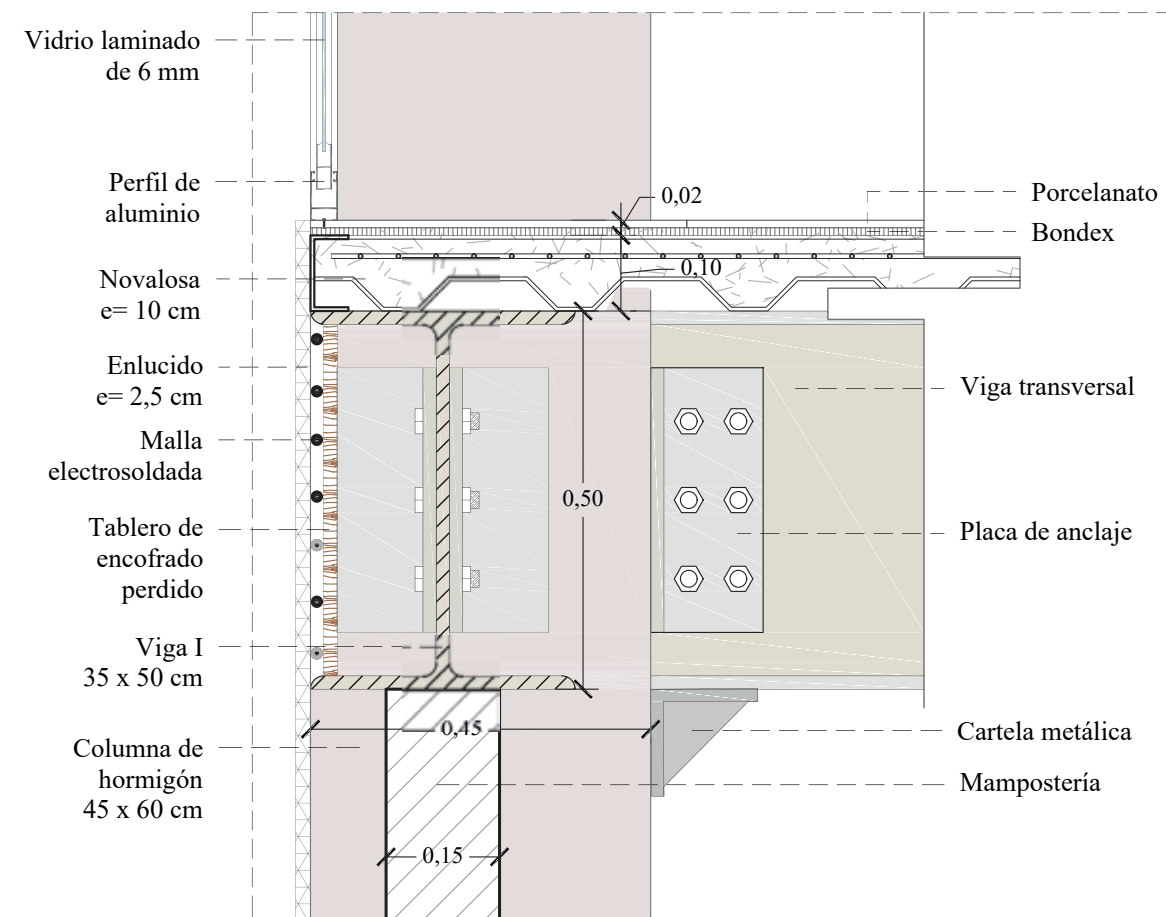 Vidrio laminado
de 6 mm
Perfil de
aluminio
Novalosa
e= 10 cm
Enlucido
e= 2,5 cm
Malla
electrosoldada
Tablero de
encofrado
perdido
Viga I
35 x 50 cm
Columna de
hormigón
45 x 60 cm
0,02
0,10
0,50
0,45
0,15
Porcelanato
Bondex
Viga transversal
Placa de anclaje
Cartela metálica
Mampostería